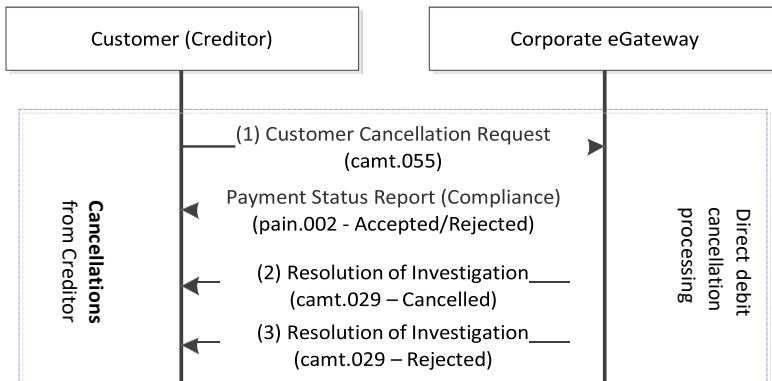 Customer (Creditor)
Corporate eGateway
(1) Customer Cancellation Request
(camt.055)
Payment Status Report (Compliance)
(pain.002 - Accepted/Rejected)
(2) Resolution of Investigation
(camt.029 – Cancelled)
(3) Resolution of Investigation
(camt.029 – Rejected)
Cancellations
from Creditor
Direct debit
cancellation
processing